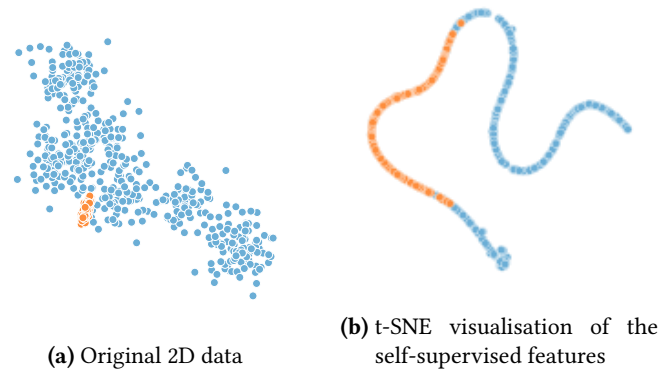 (a) Original 2D data
(b) t-SNE visualisation of the
self-supervised features